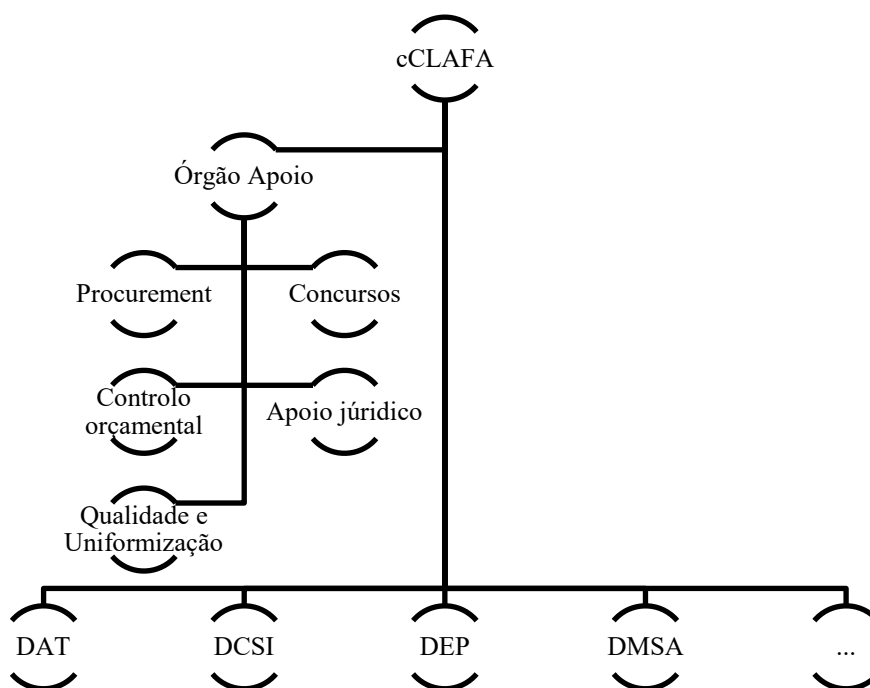 cCLAFA
Órgão Apoio
Procurement
Concursos
Controlo
orçamental
Apoio júridico
Qualidade e
Uniformização
DAT
DCSI
DEP
DMSA
...